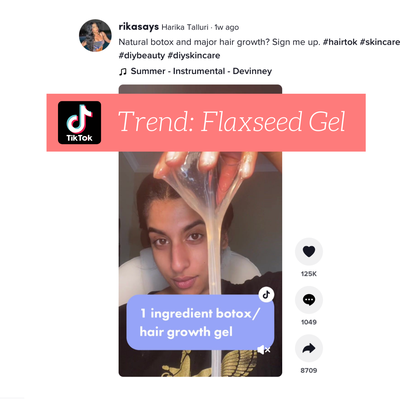 rikasays Harika Talluri · 1w ago
Natural botox and major hair growth? Sign me up. #hairtok #skincare
#diybeauty #diyskincare
♫ Summer - Instrumental - Devinney
TikTok
Trend: Flaxseed Gel
1 ingredient botox/
hair growth gel
125K
1049
8709